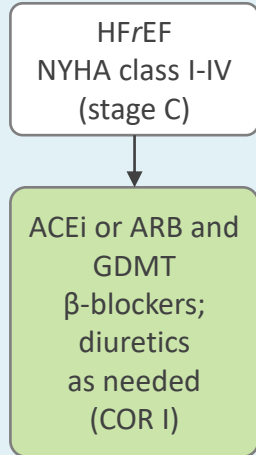 HFrEF
NYHA class I-IV
(stage C)
ACEi or ARB and
GDMT
β-blockers;
diuretics
as needed
(COR I)